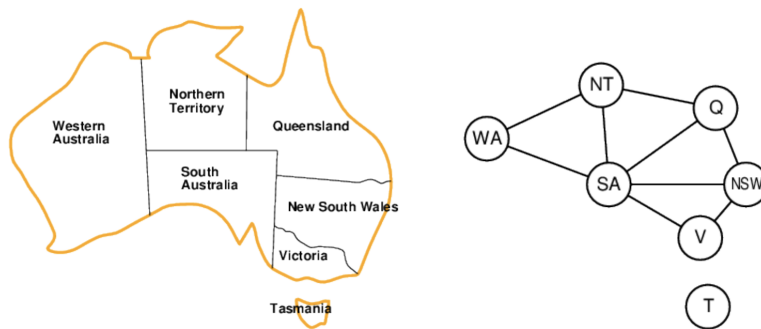 Northern
Territory
Western
Australia
Queensland
South
Australia
New South Wales
Victoria
Tasmania
NT
Q
WA
SA
NSW
V
T